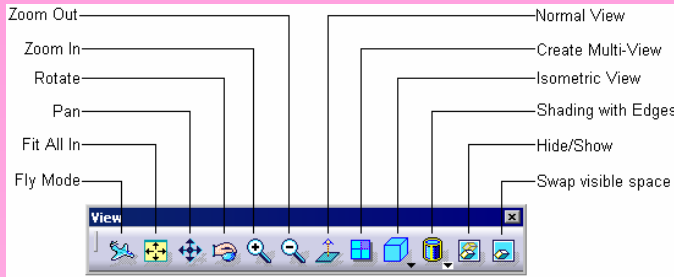 Zoom Out
Normal View
Zoom In
Create Multi-View
Rotate
Isometric View
Pan
Shading with Edges
Fit All In
Hide/Show
Fly Mode
Swap visible space
View